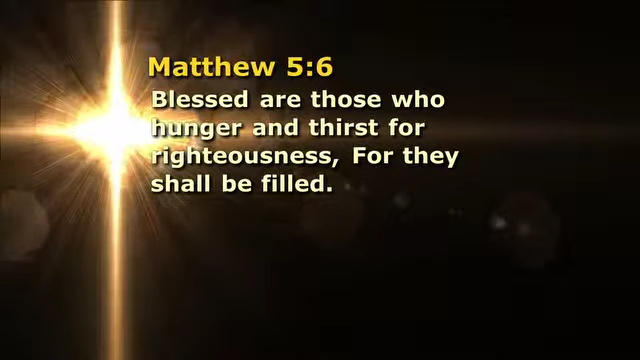 Matthew 5:6
Blessed are those who
hunger and thirst for
righteousness, For they
shall be filled.